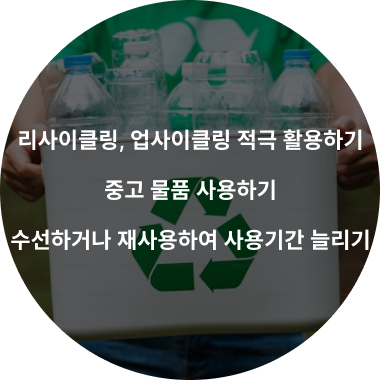 리사이클링, 업사이클링 적극 활용하기
중고 물품 사용하기
수선하거나 재사용하여 사용기간 늘리기